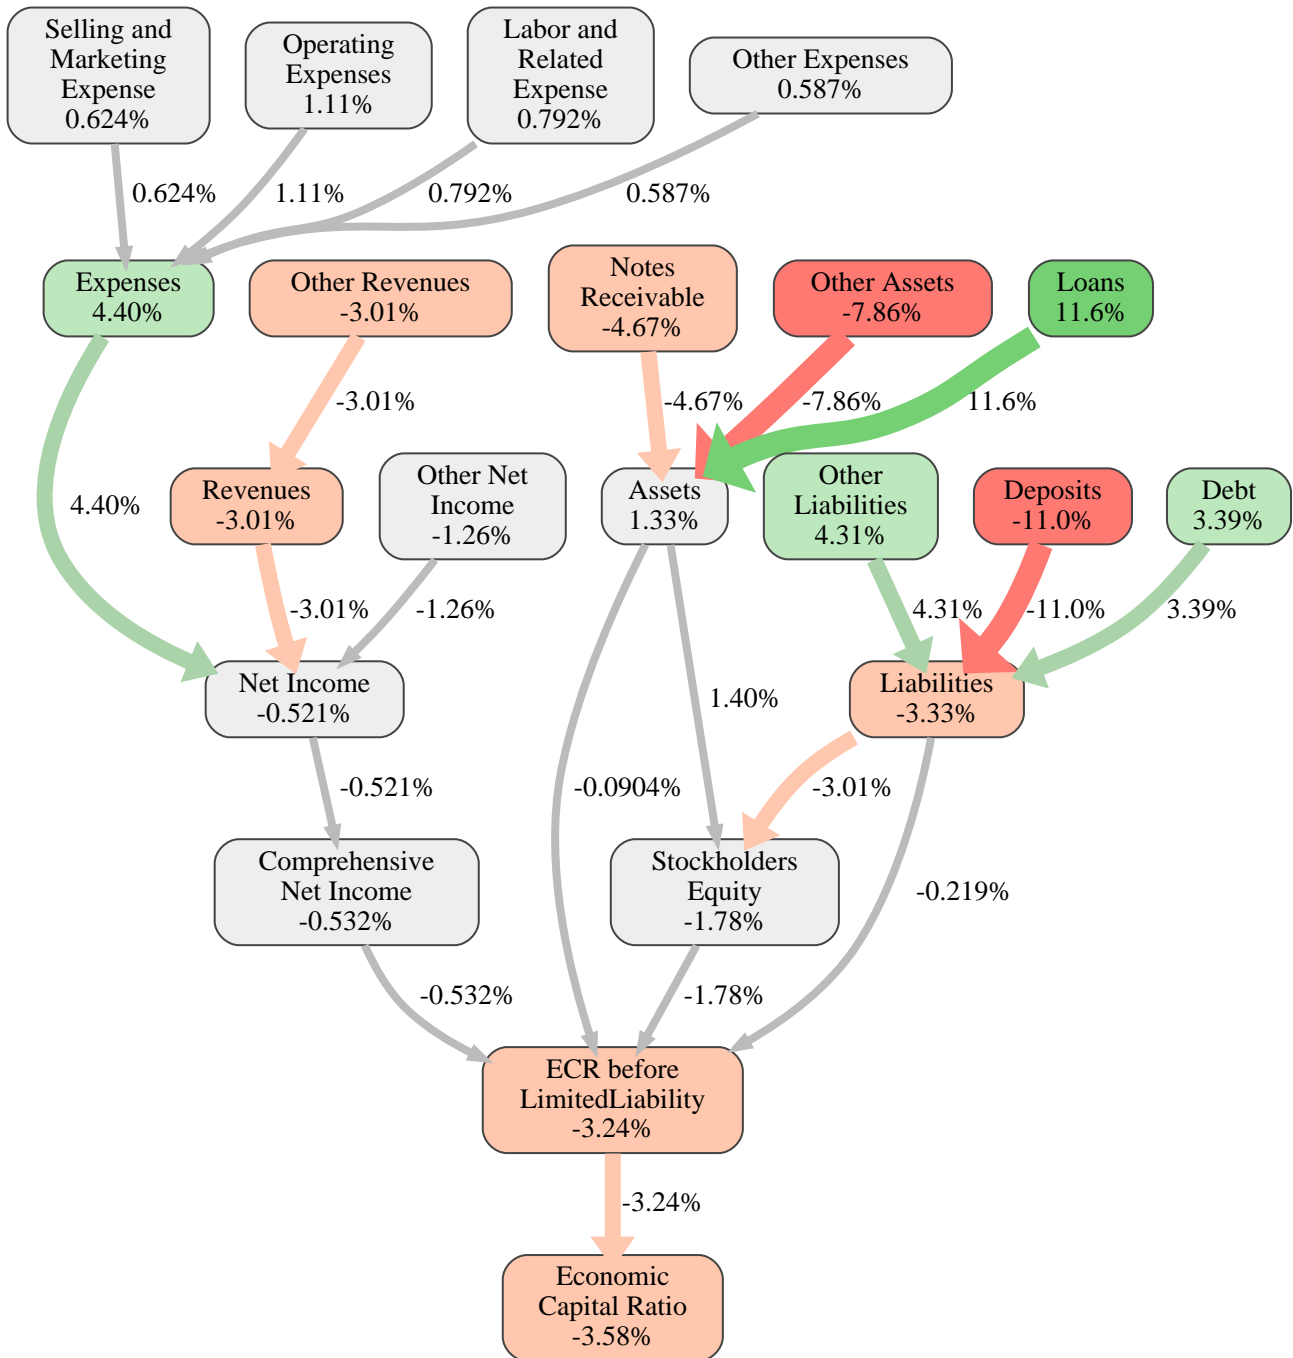 Selling and
Marketing
Expense
0.624%
Operating
Expenses
1.11%
Labor and
Related
Expense
0.792%
Other Expenses
0.587%
0.624%
1.11%
0.792%
0.587%
Expenses
4.40%
Other Revenues
-3.01%
Notes
Receivable
-4.67%
Other Assets
-7.86%
Loans
11.6%
-3.01%
-4.67%
-7.86%
11.6%
4.40%
Revenues
-3.01%
Other Net
Income
-1.26%
Assets
1.33%
Other
Liabilities
4.31%
Deposits
-11.0%
Debt
3.39%
-3.01%
-1.26%
4.31%
-11.0%
3.39%
Net Income
-0.521%
1.40%
Liabilities
-3.33%
-0.521%
-0.0904%
-3.01%
Comprehensive
Net Income
-0.532%
Stockholders
Equity
-1.78%
-0.219%
-0.532%
-1.78%
ECR before
LimitedLiability
-3.24%
-3.24%
Economic
Capital Ratio
-3.58%